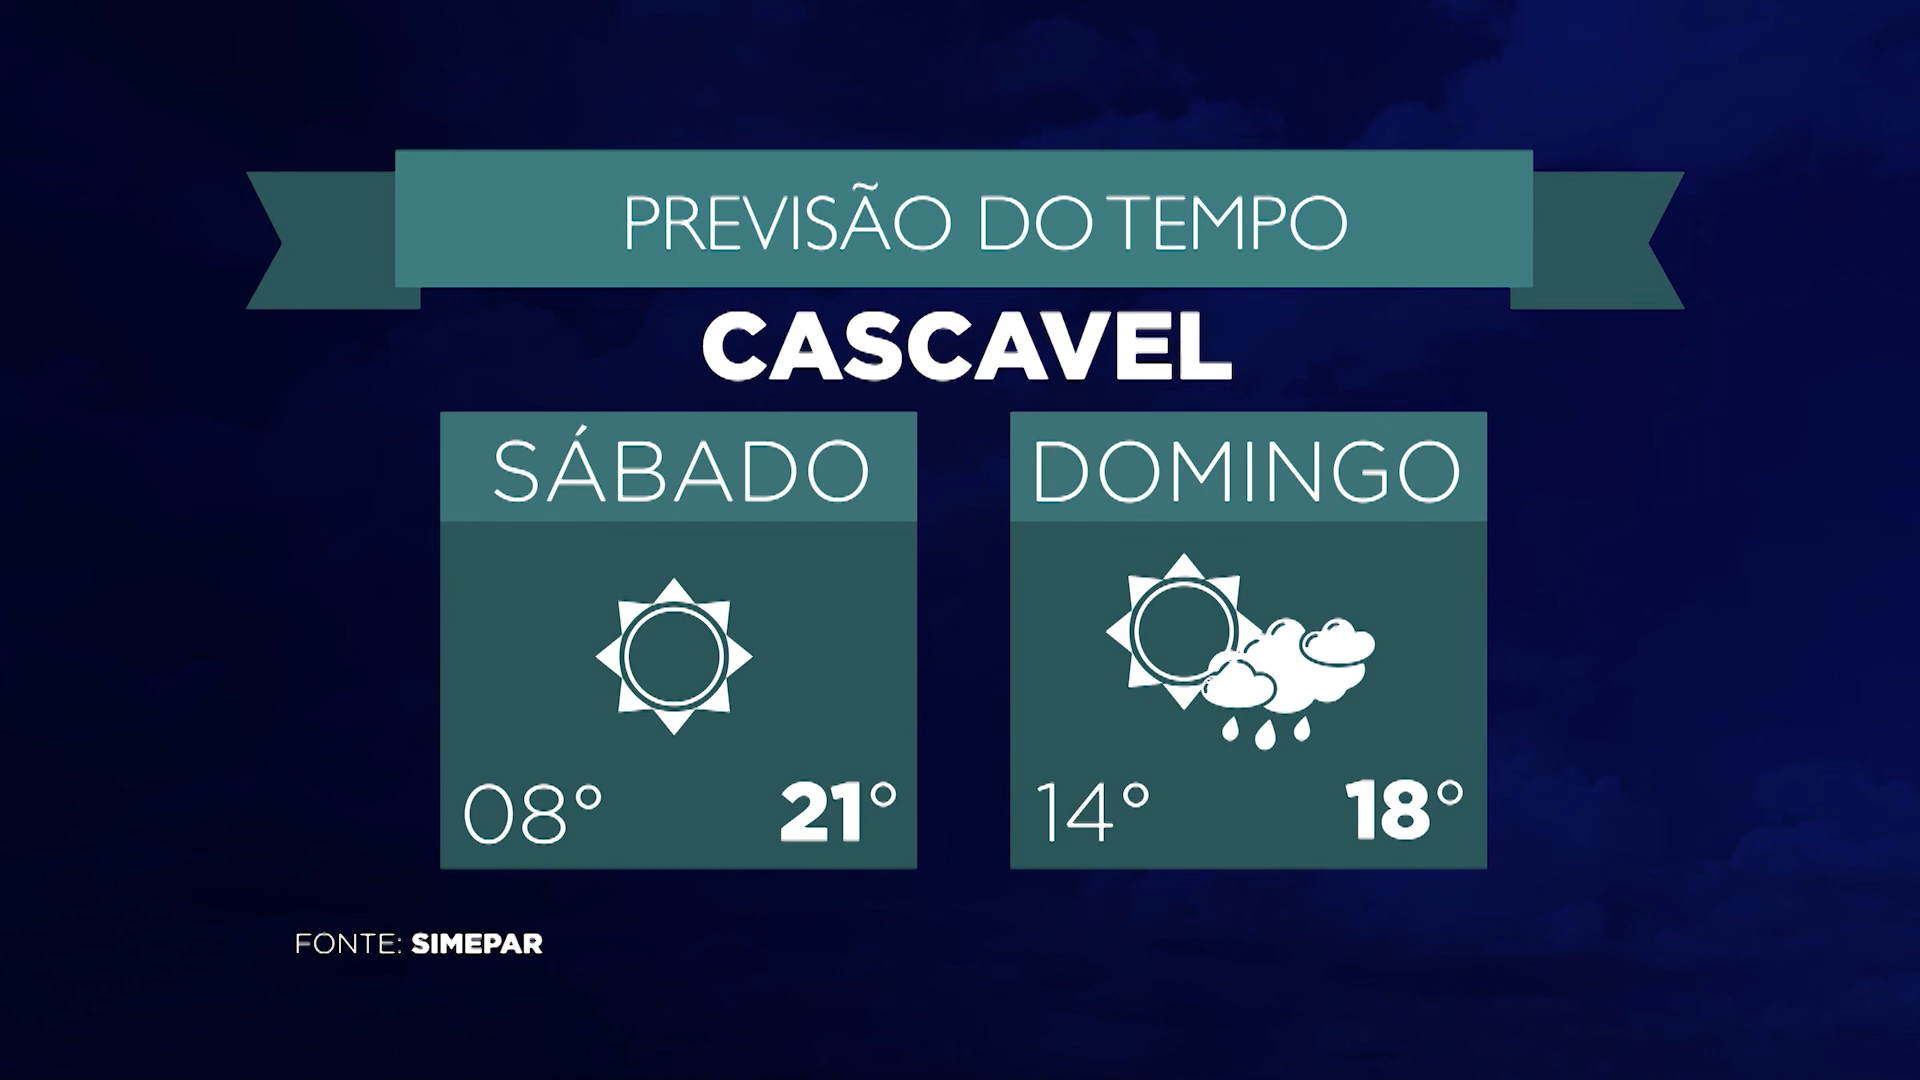 PREVISÃO DO TEMPO
CASCAVEL
SÁBADO
08° 21°
DOMINGO
14° 18°
FONTE: SIMEPAR